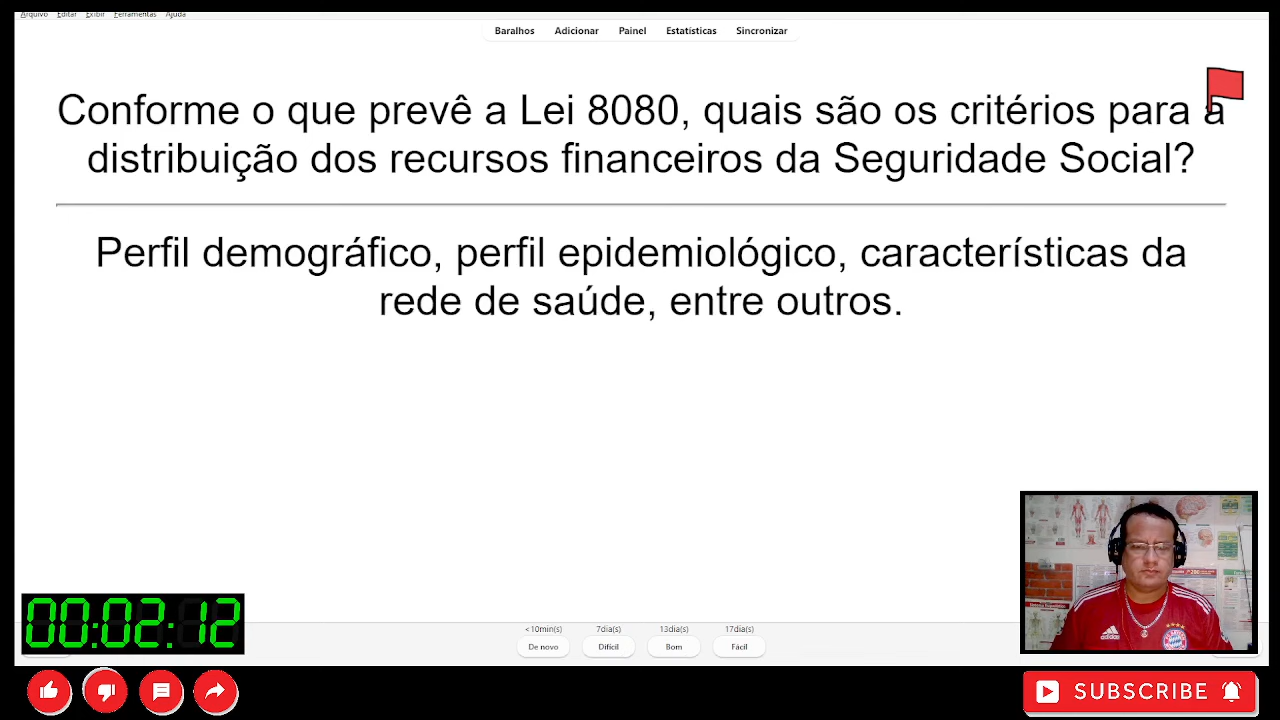 Arquivo Editar Exibir Ferramentas Ajuda
Baralhos Adicionar Painel Estatísticas Sincronizar
Conforme o que prevê a Lei 8080, quais são os critérios para a
distribuição dos recursos financeiros da Seguridade Social?
Perfil demográfico, perfil epidemiológico, características da
rede de saúde, entre outros.
<10min(s) 7dia(s) 13dia(s) 17dia(s)
De novo Difícil Bom Fácil
00:02:12
adidas
SUBSCRIBE